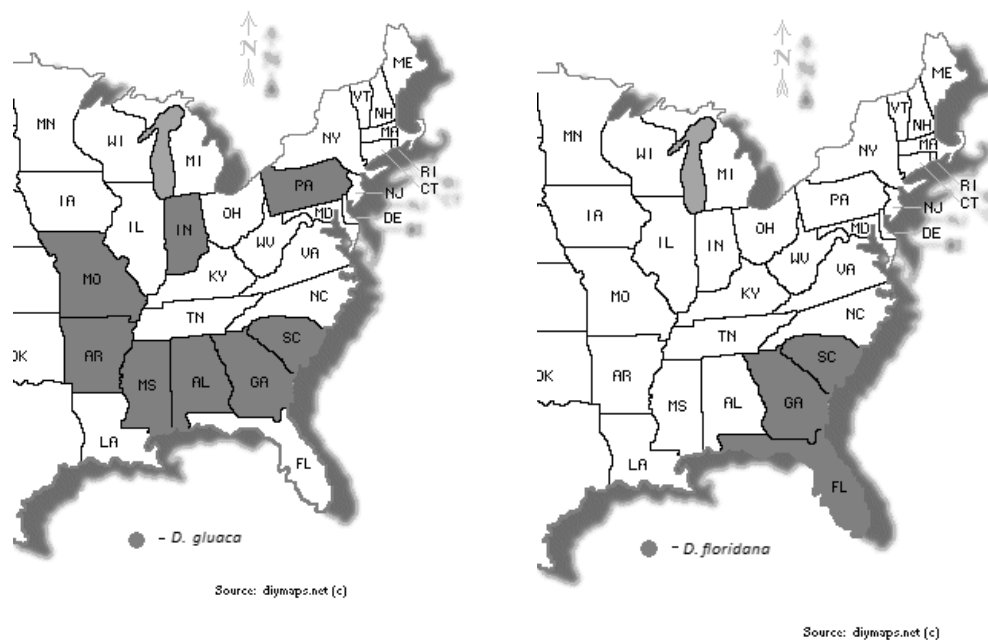 N
ME
VT
NH
MN
WI
NY
MA
MI
RI
CT
PA
IA
NJ
OH
MD
DE
IL
IN
WV
VA
MO
KY
NC
TN
OK
AR
SC
MS
AL
GA
LA
FL
– D. gluaca
Source: diymaps.net (c)
N
ME
VT
NH
MN
WI
NY
MA
MI
RI
CT
PA
IA
NJ
OH
MD
DE
IL
IN
WV
VA
MO
KY
NC
TN
SC
OK
AR
MS
AL
GA
LA
FL
– D. floridana
Source: diymaps.net (c)